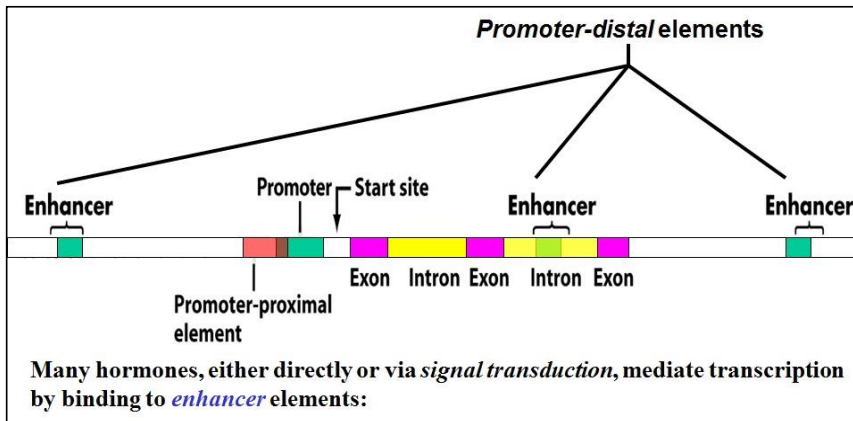 Promoter-distal elements
Promoter
Start site
Enhancer
Enhancer
Enhancer
Exon
Intron
Exon
Intron
Exon
Promoter-proximal
element
Many hormones, either directly or via signal transduction, mediate transcription
by binding to enhancer elements: